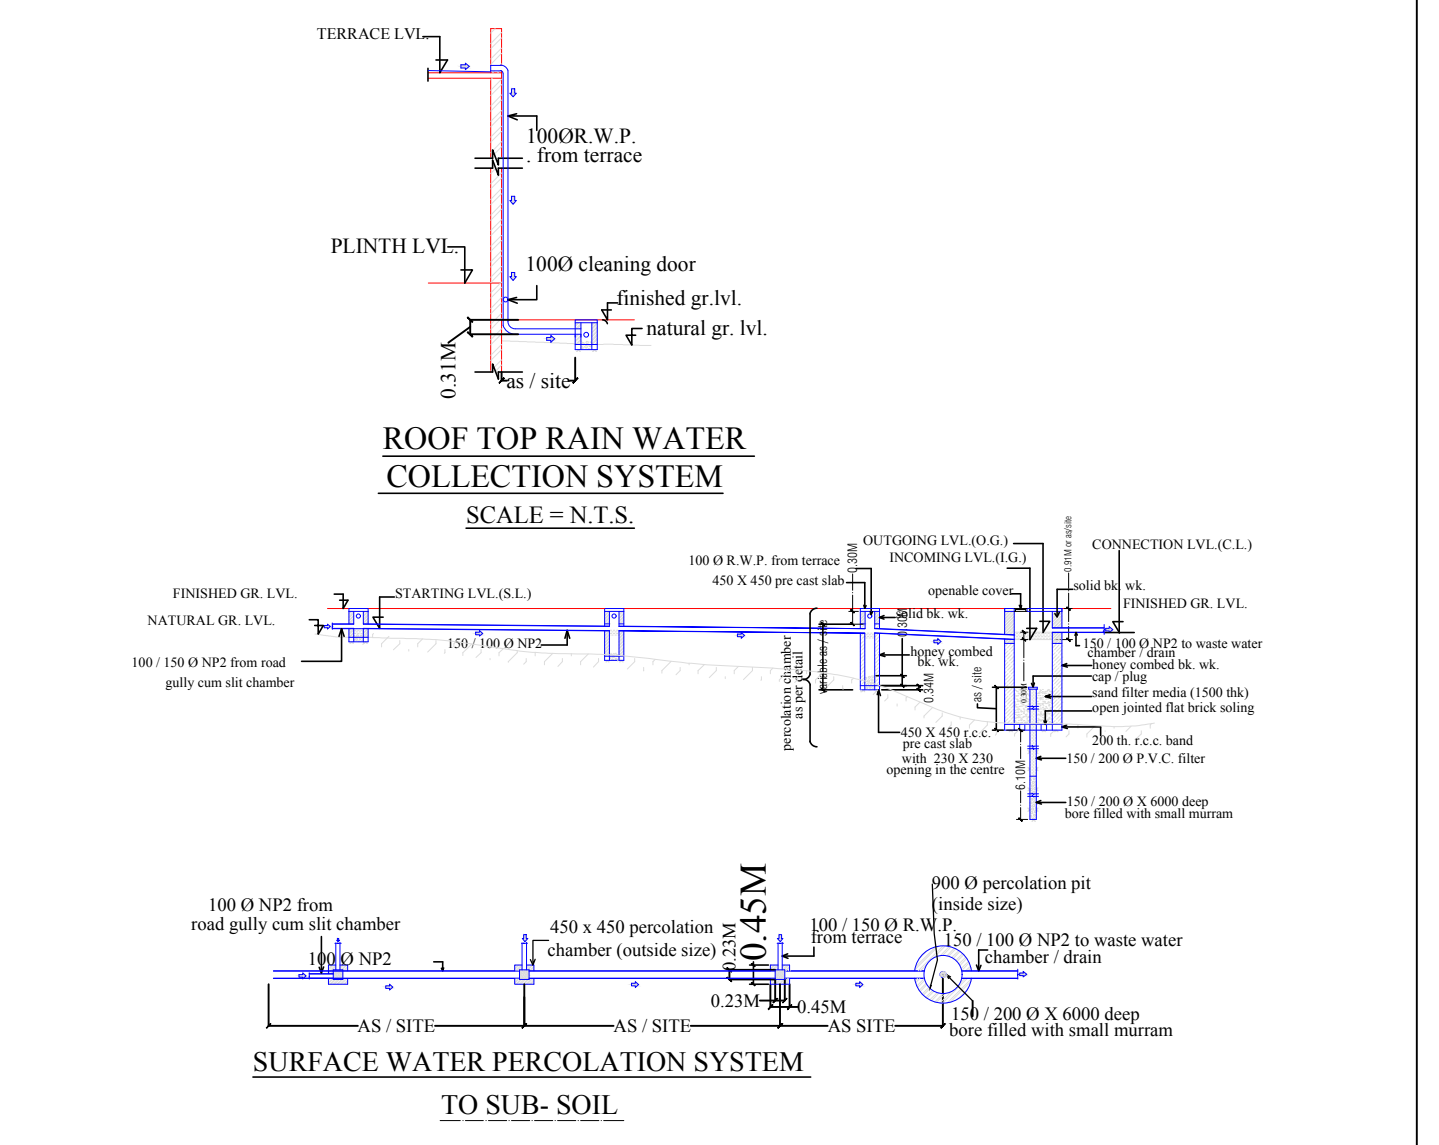 TERRACE LVL.
100ØR.W.P.
. from terrace
PLINTH LVL.
100Ø cleaning door
finished gr.lvl.
natural gr. lvl.
0.31M
as / site
ROOF TOP RAIN WATER
COLLECTION SYSTEM
SCALE = N.T.S.
FINISHED GR. LVL.
NATURAL GR. LVL.
STARTING LVL.(S.L.)
100 / 150 Ø NP2 from road
gully cum slit chamber
150 / 100 Ø NP2
100 Ø R.W.P. from terrace
450 X 450 pre cast slab
0.30M
OUTGOING LVL.(O.G.)
INCOMING LVL.(I.G.)
0.91M or as/site
CONNECTION LVL.(C.L.)
openable cover
solid bk. wk.
FINISHED GR. LVL.
solid bk. wk.
0.30M
percolation chamber
as per detail
variable as / site
honey combed
bk. wk.
0.34M
as / site
150 / 100 Ø NP2 to waste water
chamber / drain
honey combed bk. wk.
cap / plug
sand filter media (1500 thk)
open jointed flat brick soling
450 X 450 r.c.c.
pre cast slab
with 230 X 230
opening in the centre
200 th. r.c.c. band
150 / 200 Ø P.V.C. filter
6.10M
150 / 200 Ø X 6000 deep
bore filled with small murram
100 Ø NP2 from
road gully cum slit chamber
100 Ø NP2
450 x 450 percolation
chamber (outside size)
0.23M
0.45M
100 / 150 Ø R.W.P.
from terrace
900 Ø percolation pit
(inside size)
150 / 100 Ø NP2 to waste water
chamber / drain
0.23M
0.45M
150 / 200 Ø X 6000 deep
bore filled with small murram
AS / SITE
AS / SITE
AS SITE
SURFACE WATER PERCOLATION SYSTEM
TO SUB- SOIL